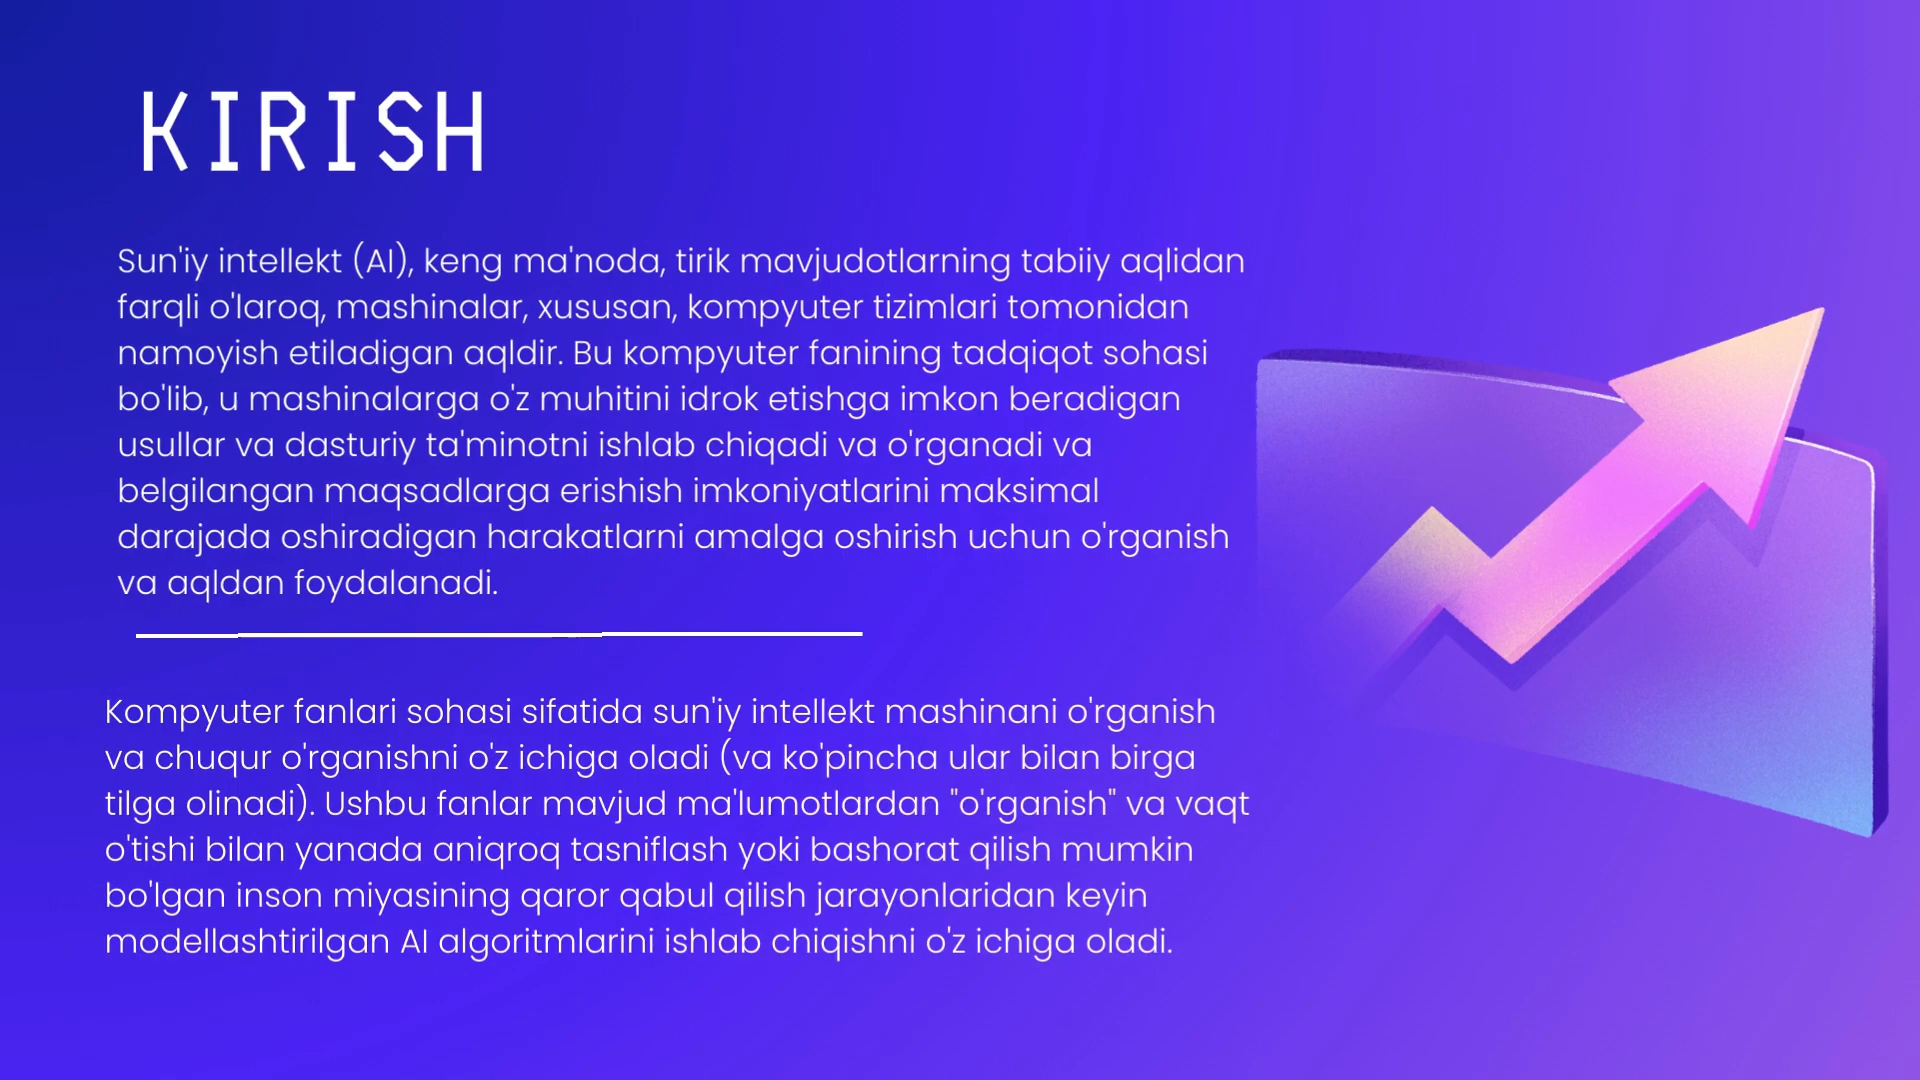 KIRISH
Sun'iy intellekt (AI), keng ma'noda, tirik mavjudotlarning tabiiy aqlidan
farqli o'laroq, mashinalar, xususan, kompyuter tizimlari tomonidan
namoyish etiladigan aqldir. Bu kompyuter fanining tadqiqot sohasi
bo'lib, u mashinalarga o'z muhitini idrok etishga imkon beradigan
usullar va dasturiy ta'minotni ishlab chiqadi va o'rganadi va
belgilangan maqsadlarga erishish imkoniyatlarini maksimal
darajada oshiradigan harakatlarni amalga oshirish uchun o'rganish
va aqldan foydalanadi.
Kompyuter fanlari sohasi sifatida sun'iy intellekt mashinani o'rganish
va chuqur o'rganishni o'z ichiga oladi (va ko'pincha ular bilan birga
tilga olinadi). Ushbu fanlar mavjud ma'lumotlardan "o'rganish" va vaqt
o'tishi bilan yanada aniqroq tasniflash yoki bashorat qilish mumkin
bo'lgan inson miyasining qaror qabul qilish jarayonlaridan keyin
modellashtirilgan AI algoritmlarini ishlab chiqishni o'z ichiga oladi.